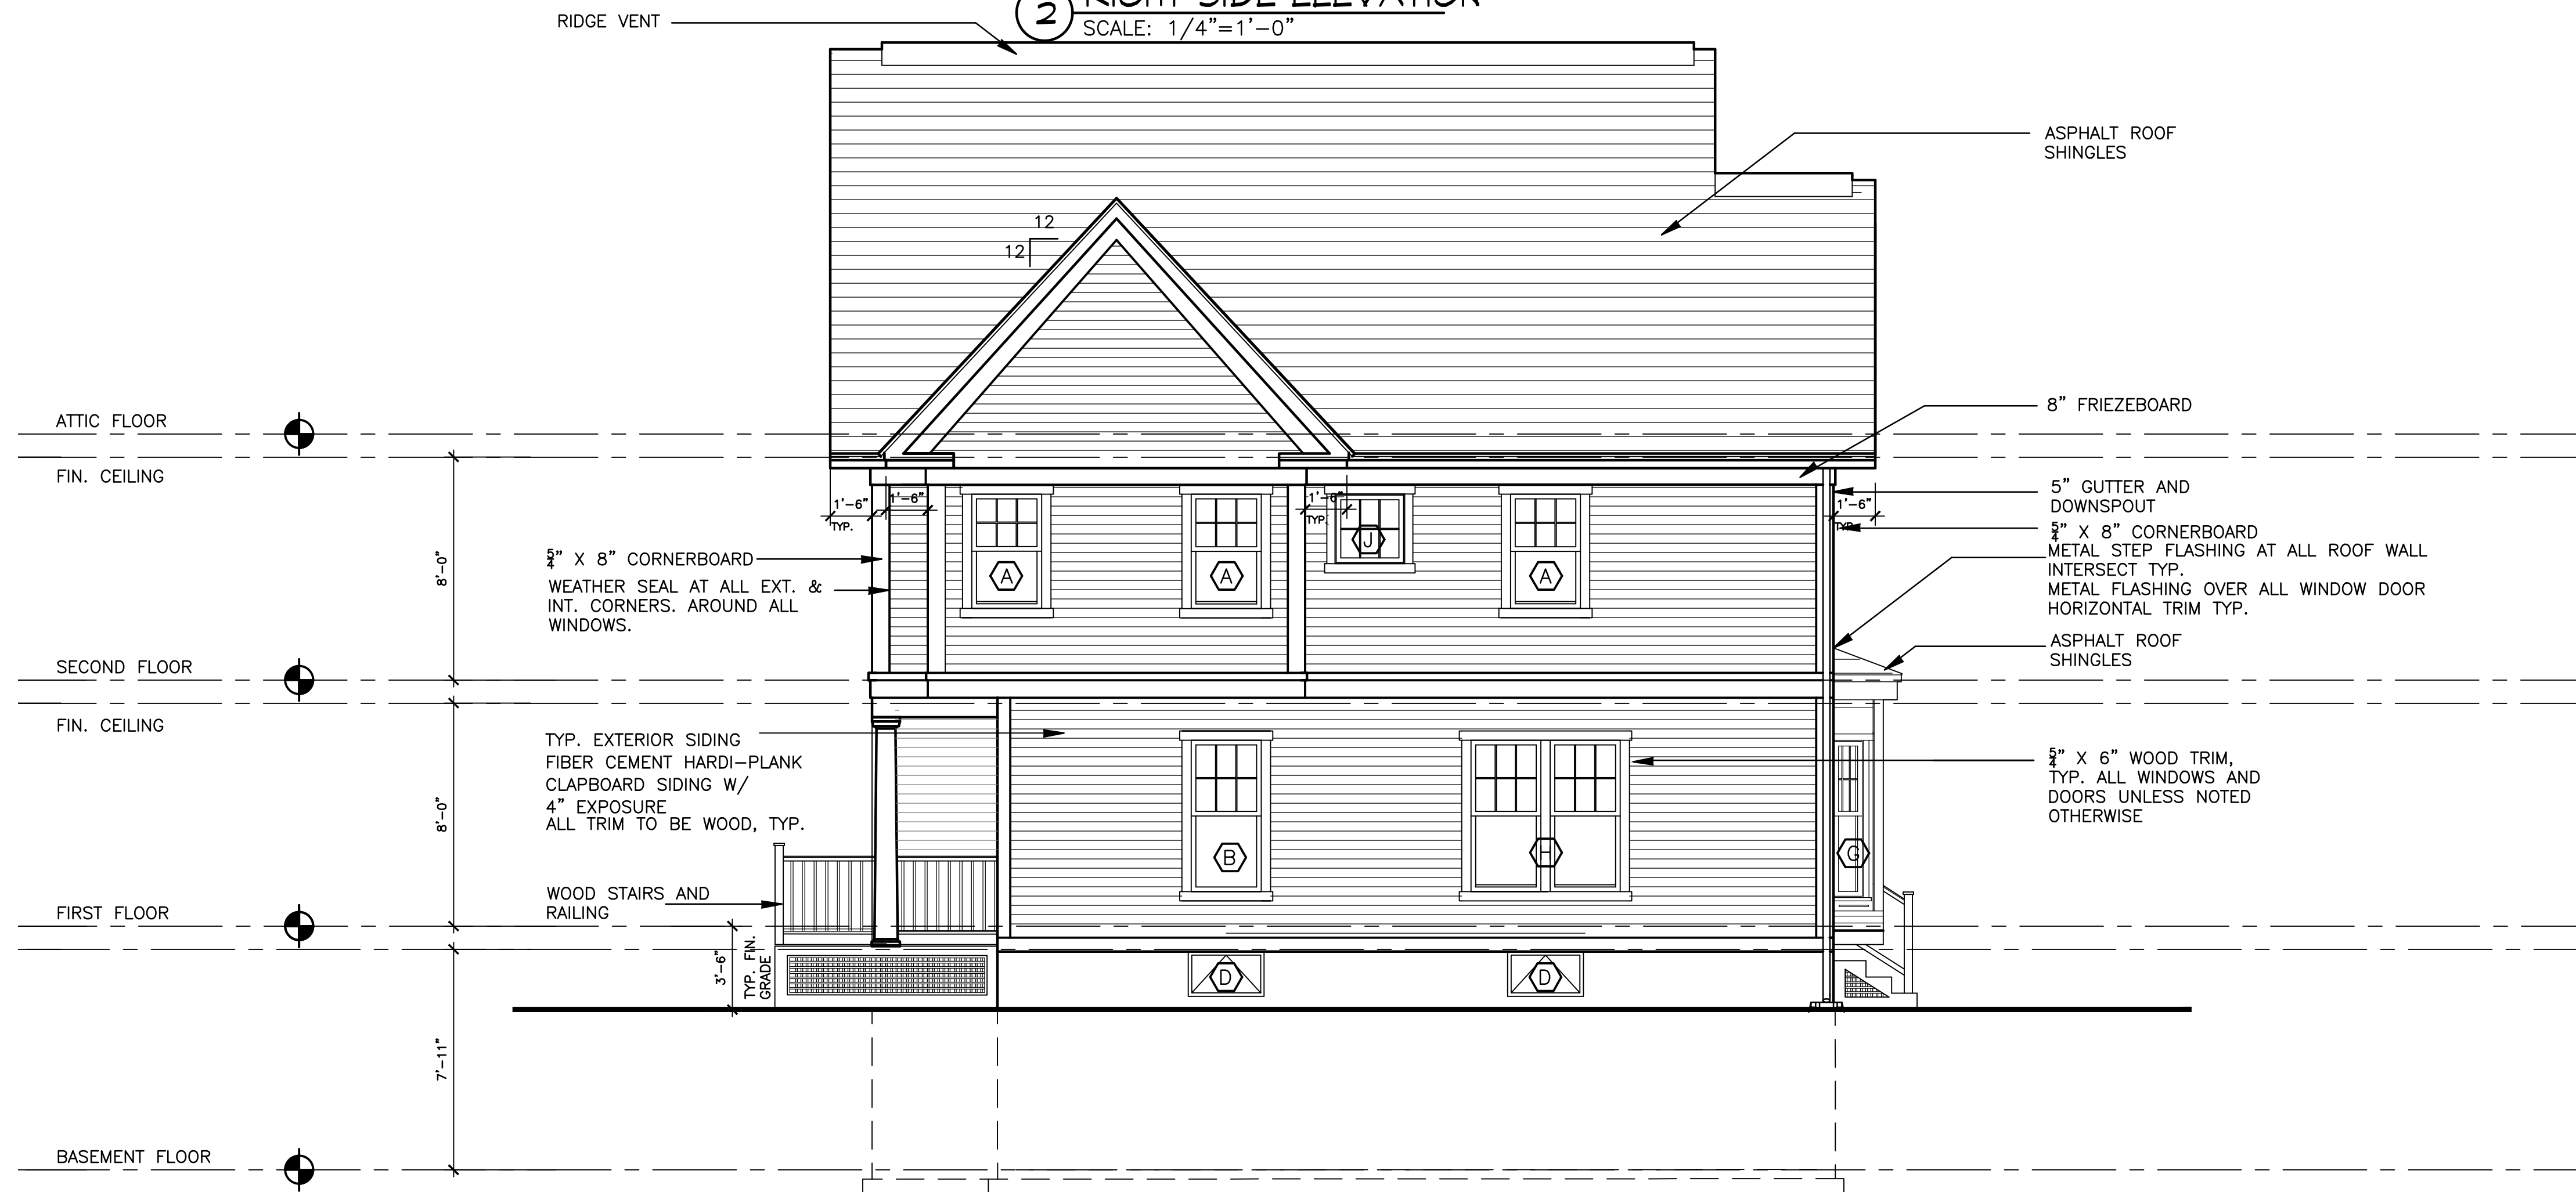 2 RIGHT SIDE ELEVATION
SCALE: 1/4"=1'-0"
RIDGE VENT
ASPHALT ROOF
SHINGLES
12
12
ATTIC FLOOR
FIN. CEILING
8" FRIEZEBOARD
5" GUTTER AND
DOWNSPOUT
1'-6"
TYP.
1'-6"
1'-6"
TYP.
1'-6"
TYP.
J
A
A
A
8'-0"
5/4" X 8" CORNERBOARD
WEATHER SEAL AT ALL EXT. &
INT. CORNERS. AROUND ALL
WINDOWS.
5/4" X 8" CORNERBOARD
METAL STEP FLASHING AT ALL ROOF WALL
INTERSECT TYP.
METAL FLASHING OVER ALL WINDOW DOOR
HORIZONTAL TRIM TYP.
ASPHALT ROOF
SHINGLES
SECOND FLOOR
FIN. CEILING
8'-0"
TYP. EXTERIOR SIDING
FIBER CEMENT HARDI-PLANK
CLAPBOARD SIDING W/
4" EXPOSURE
ALL TRIM TO BE WOOD, TYP.
5/4" X 6" WOOD TRIM,
TYP. ALL WINDOWS AND
DOORS UNLESS NOTED
OTHERWISE
B
H
G
WOOD STAIRS AND
RAILING
FIRST FLOOR
3'-6"
TYP. FIN.
GRADE
D
D
7'-11"
BASEMENT FLOOR